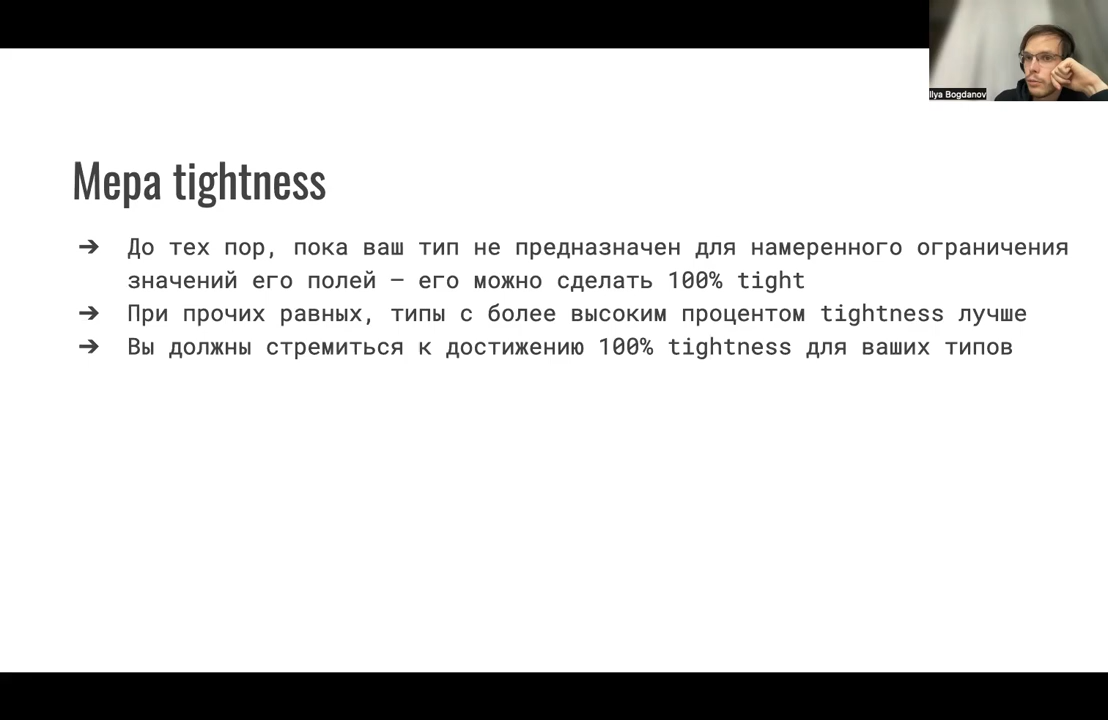 Ilya Bogdanov
Мера tightness
➔ До тех пор, пока ваш тип не предназначен для намеренного ограничения
значений его полей – его можно сделать 100% tight
➔ При прочих равных, типы с более высоким процентом tightness лучше
➔ Вы должны стремиться к достижению 100% tightness для ваших типов